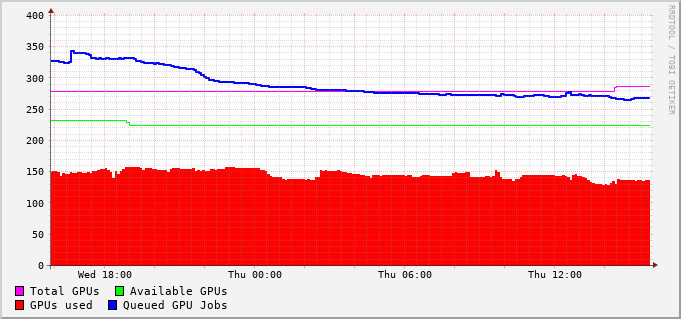 400
350
300
250
200
150
100
50
0
Wed 18:00 Thu 00:00 Thu 06:00 Thu 12:00
Total GPUs Available GPUs
GPUs used Queued GPU Jobs
RRDTOOL / TOBI OETIKER